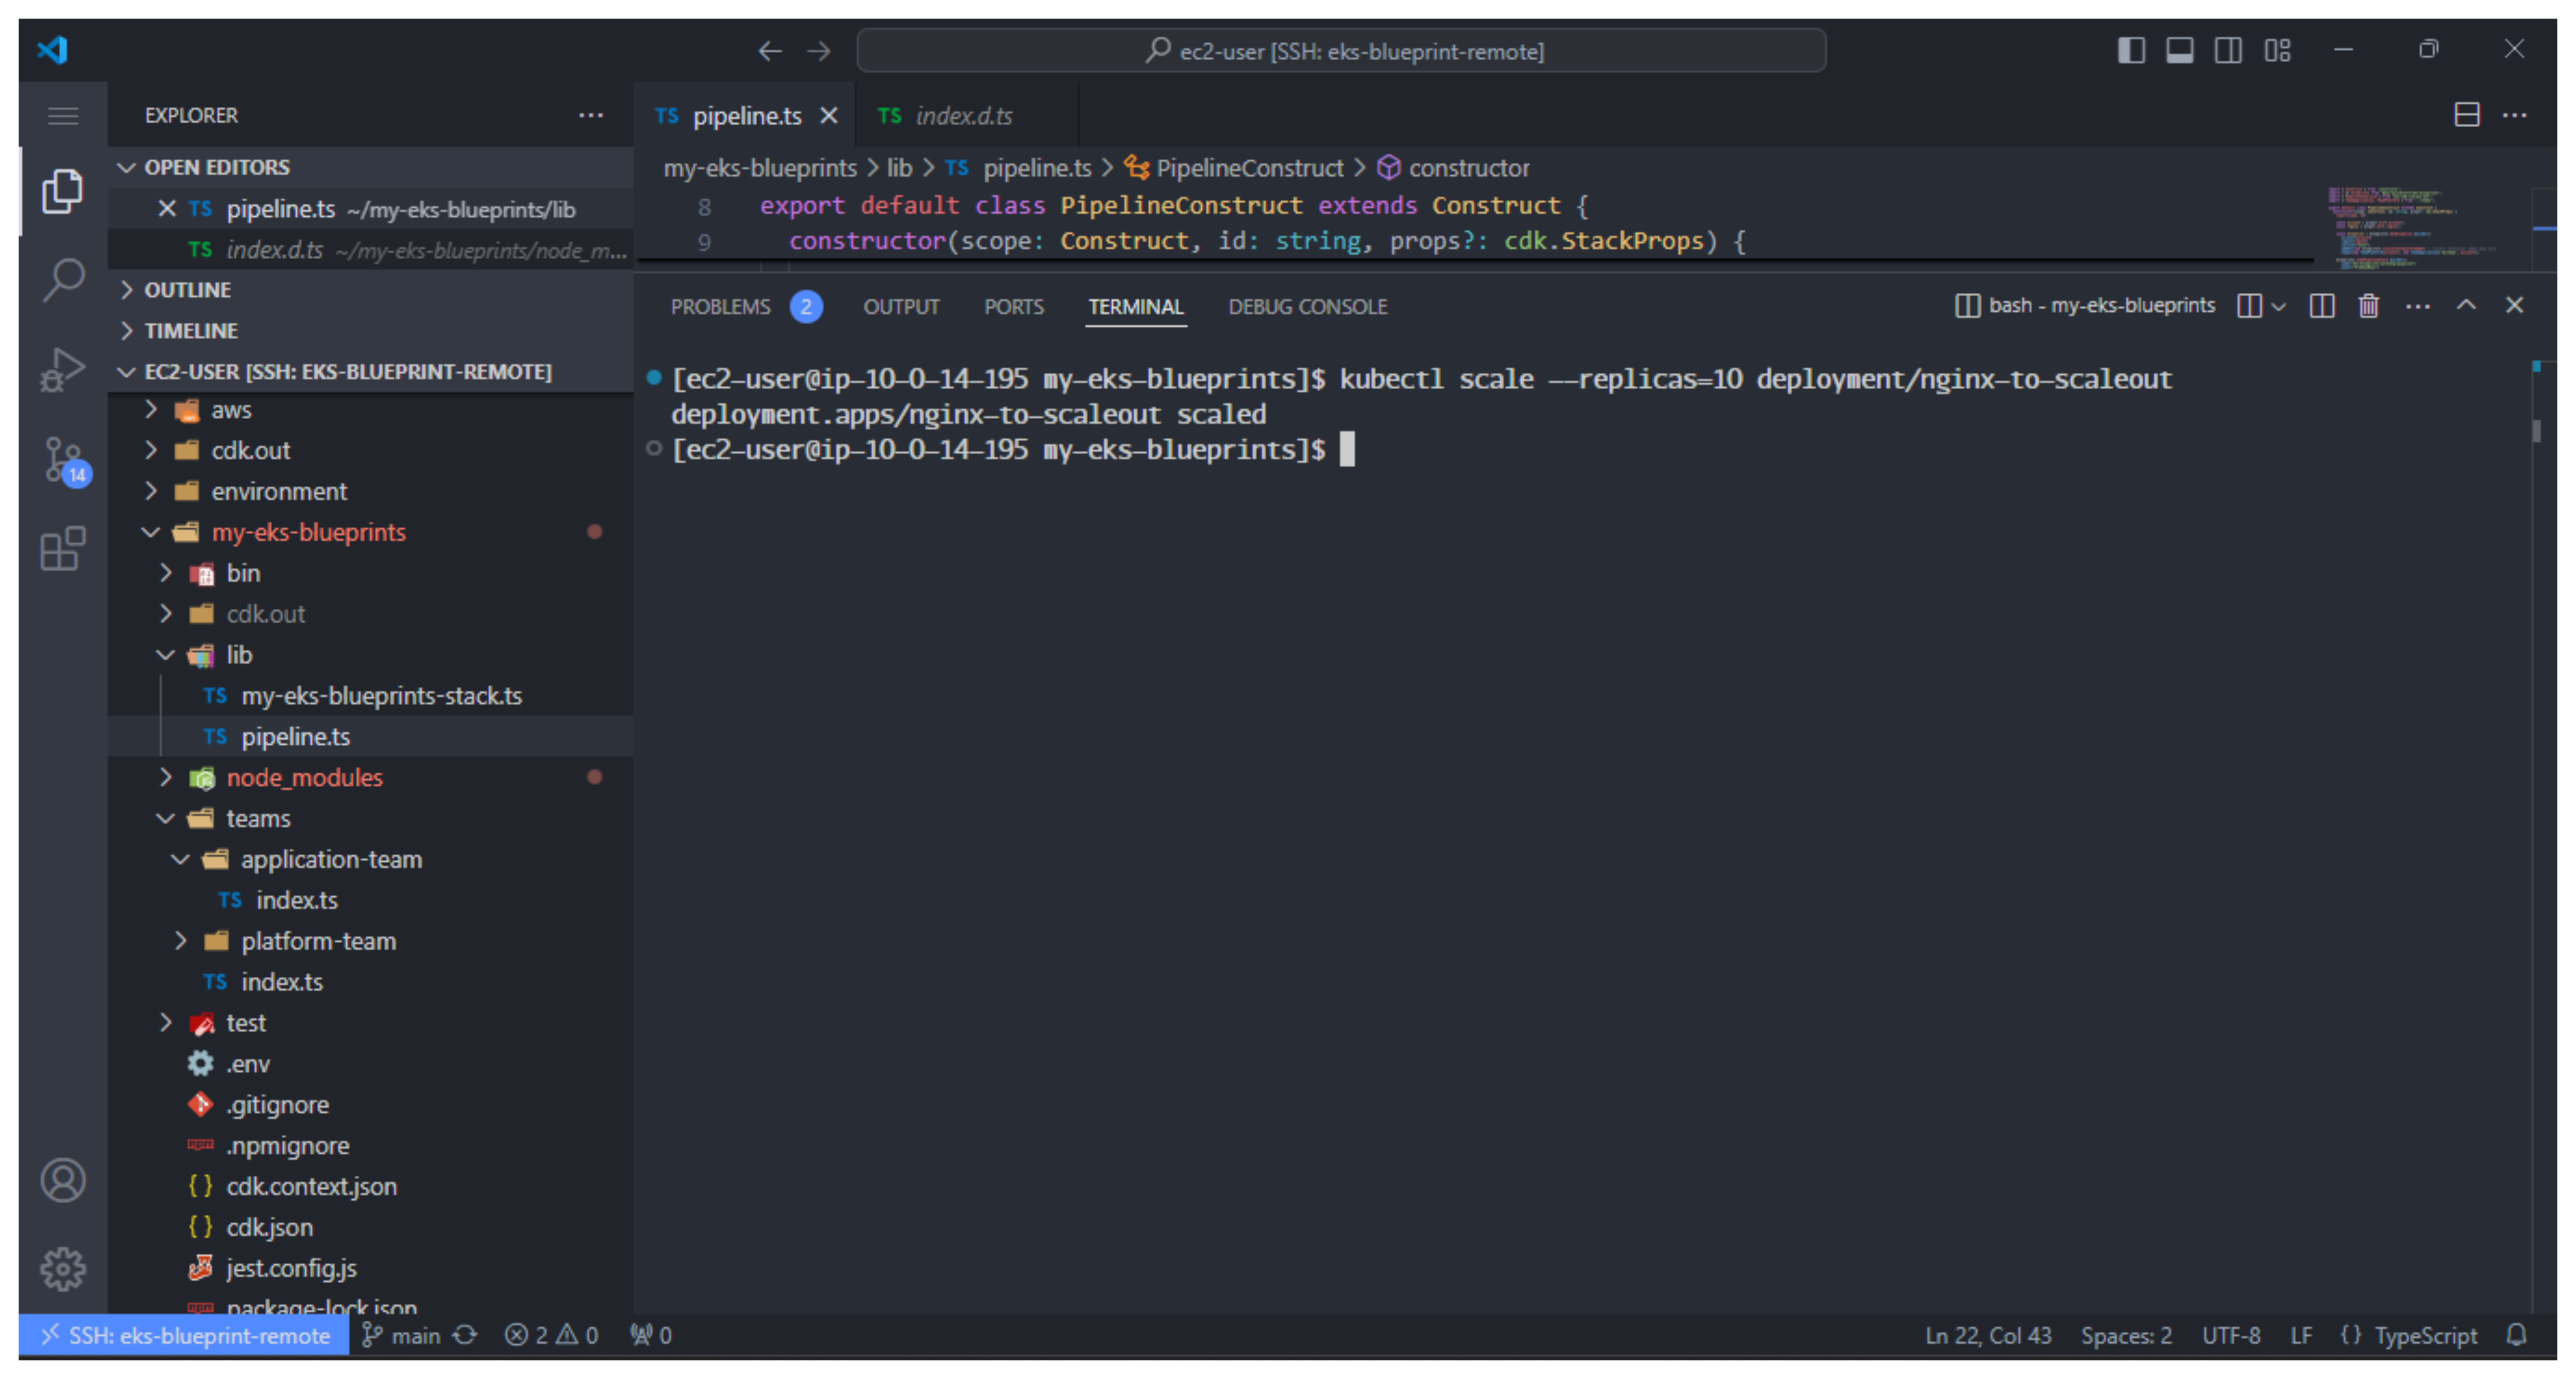 ec2-user [SSH: eks-blueprint-remote]
EXPLORER
OPEN EDITORS
TS pipeline.ts ~/my-eks-blueprints/lib
TS index.d.ts ~/my-eks-blueprints/node_m...
OUTLINE
TIMELINE
EC2-USER [SSH: EKS-BLUEPRINT-REMOTE]
aws
cdk.out
environment
my-eks-blueprints
bin
cdk.out
lib
TS my-eks-blueprints-stack.ts
TS pipeline.ts
node_modules
teams
application-team
TS index.ts
platform-team
TS index.ts
test
.env
.gitignore
npm .npmignore
{ } cdk.context.json
{ } cdk.json
jest.config.js
npm package-lock.json
14
TS pipeline.ts
TS index.d.ts
my-eks-blueprints > lib > TS pipeline.ts > PipelineConstruct > constructor
8 export default class PipelineConstruct extends Construct {
9 constructor(scope: Construct, id: string, props?: cdk.StackProps) {
PROBLEMS 2 OUTPUT PORTS TERMINAL DEBUG CONSOLE
bash - my-eks-blueprints
[ec2-user@ip-10-0-14-195 my-eks-blueprints]$ kubectl scale --replicas=10 deployment/nginx-to-scaleout
deployment.apps/nginx-to-scaleout scaled
[ec2-user@ip-10-0-14-195 my-eks-blueprints]$
SSH: eks-blueprint-remote main 2 0 0
Ln 22, Col 43 Spaces: 2 UTF-8 LF { } TypeScript